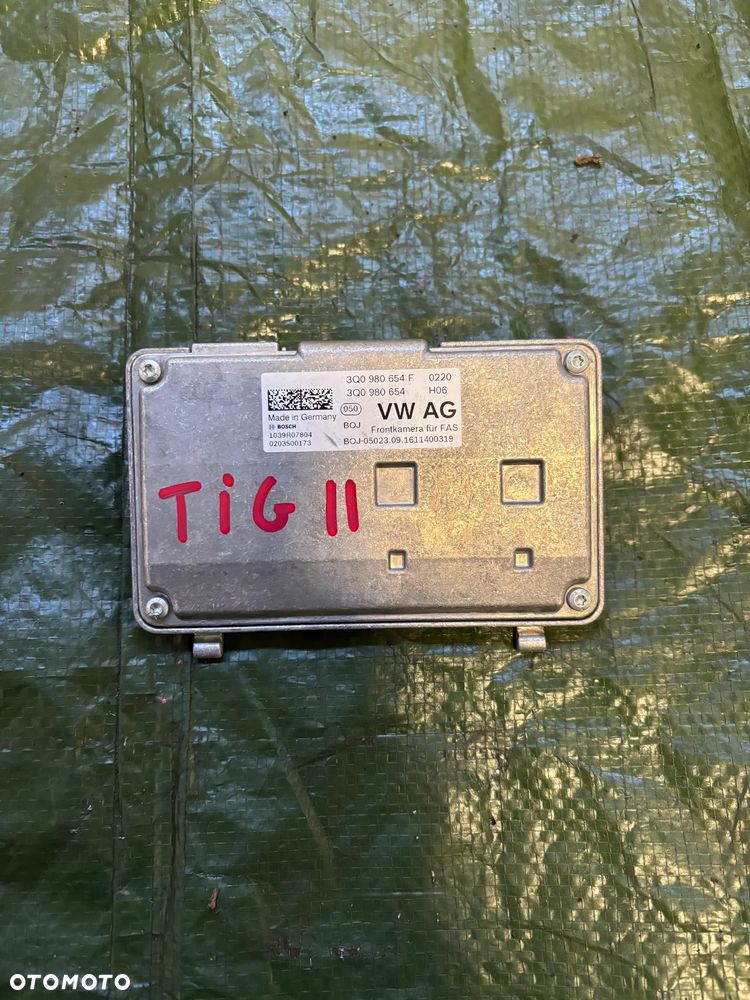 3Q0 980 654 F 0220
3Q0 980 654 H06
050 VW AG
Made in Germany
BOSCH BOJ Frontkamera für FAS
1039R07804
0203500173 BOJ-05023.09.1611400319
TiG II
OTOMOTO